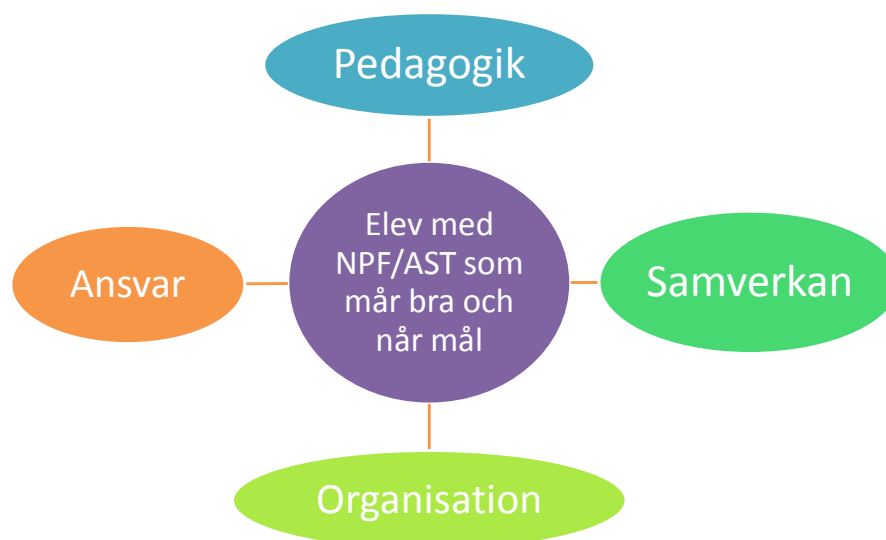 Pedagogik
Elev med
NPF/AST som
mår bra och
når mål
Ansvar
Samverkan
Organisation